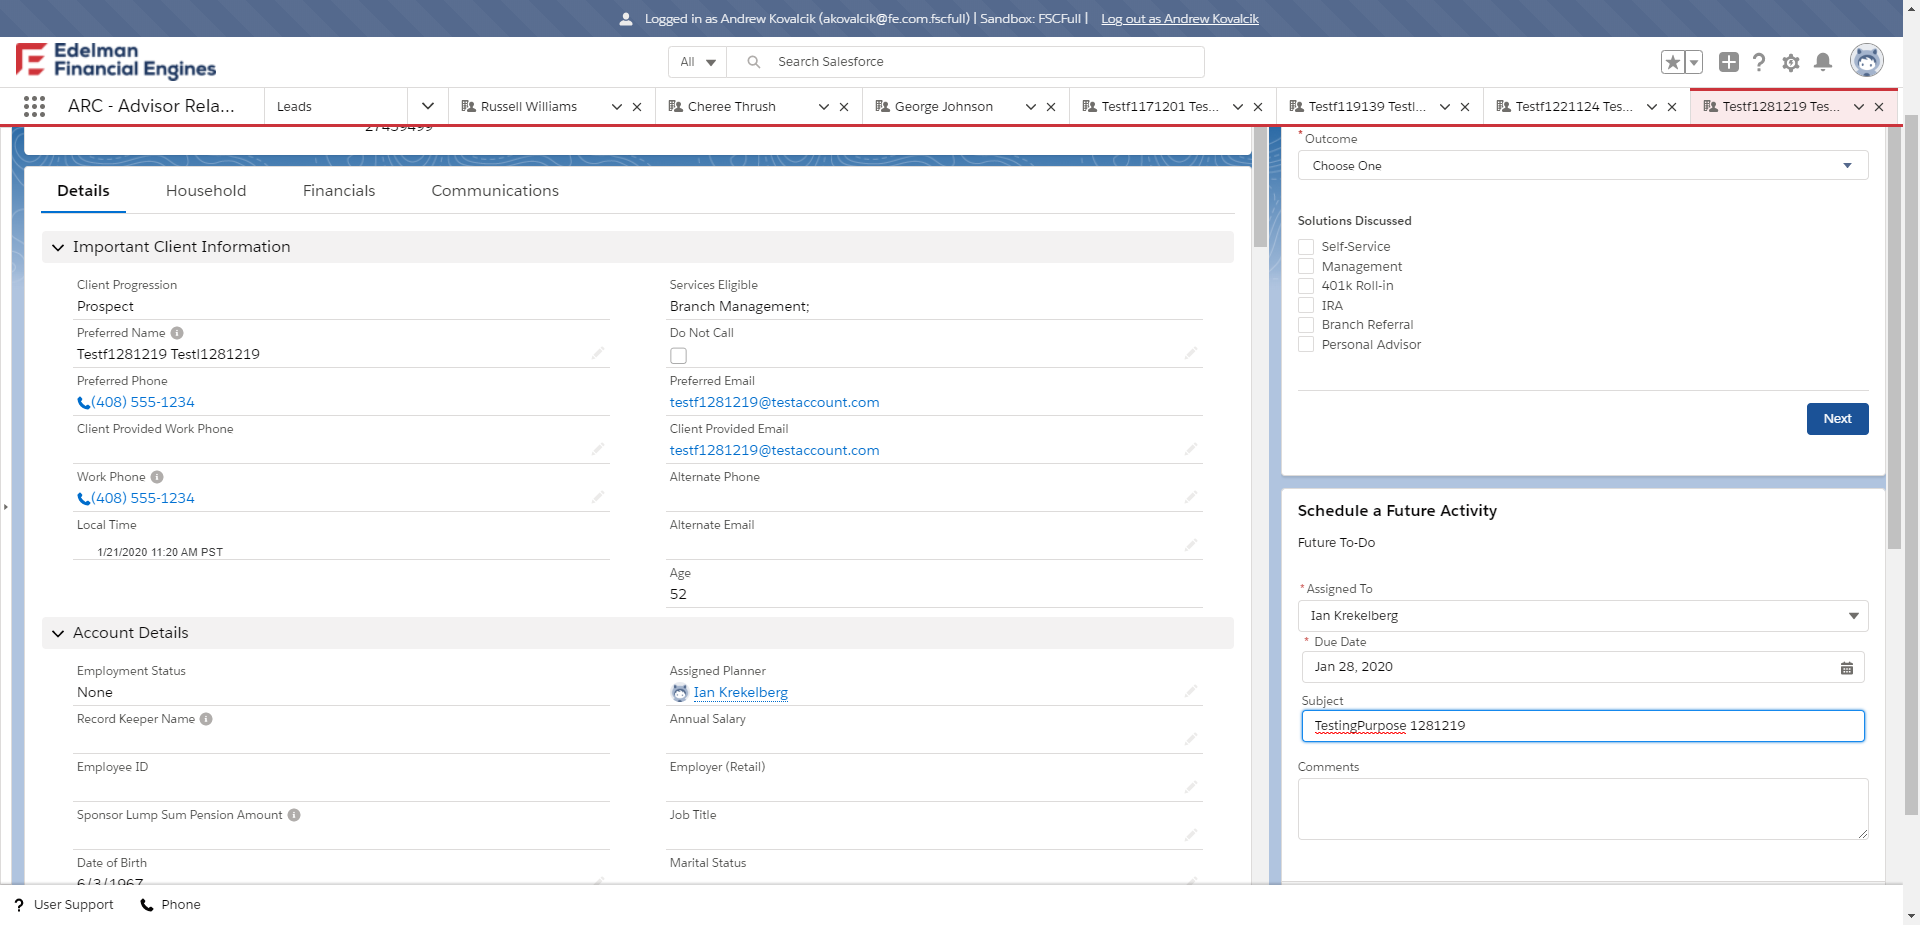 Logged in as Andrew Kovalcik (akovalcik@fe.com.fscfull) | Sandbox: FSCFull | Log out as Andrew Kovalcik
Edelman
Financial Engines
All
Search Salesforce
ARC - Advisor Rela...
Leads
Russell Williams
Cheree Thrush
George Johnson
Testf1171201 Tes...
Testf119139 Testl...
Testf1221124 Tes...
Testf1281219 Tes...
27459499
Details
Household
Financials
Communications
Important Client Information
Client Progression
Prospect
Services Eligible
Branch Management;
Preferred Name
Testf1281219 Testl1281219
Do Not Call
Preferred Phone
(408) 555-1234
Preferred Email
testf1281219@testaccount.com
Client Provided Work Phone
Client Provided Email
testf1281219@testaccount.com
Work Phone
(408) 555-1234
Alternate Phone
Local Time
1/21/2020 11:20 AM PST
Alternate Email
Age
52
Account Details
Employment Status
None
Assigned Planner
Ian Krekelberg
Record Keeper Name
Annual Salary
Employee ID
Employer (Retail)
Sponsor Lump Sum Pension Amount
Job Title
Date of Birth
6/3/1967
Marital Status
*Outcome
Choose One
Solutions Discussed
Self-Service
Management
401k Roll-in
IRA
Branch Referral
Personal Advisor
Next
Schedule a Future Activity
Future To-Do
*Assigned To
Ian Krekelberg
* Due Date
Jan 28, 2020
Subject
TestingPurpose 1281219
Comments
User Support
Phone